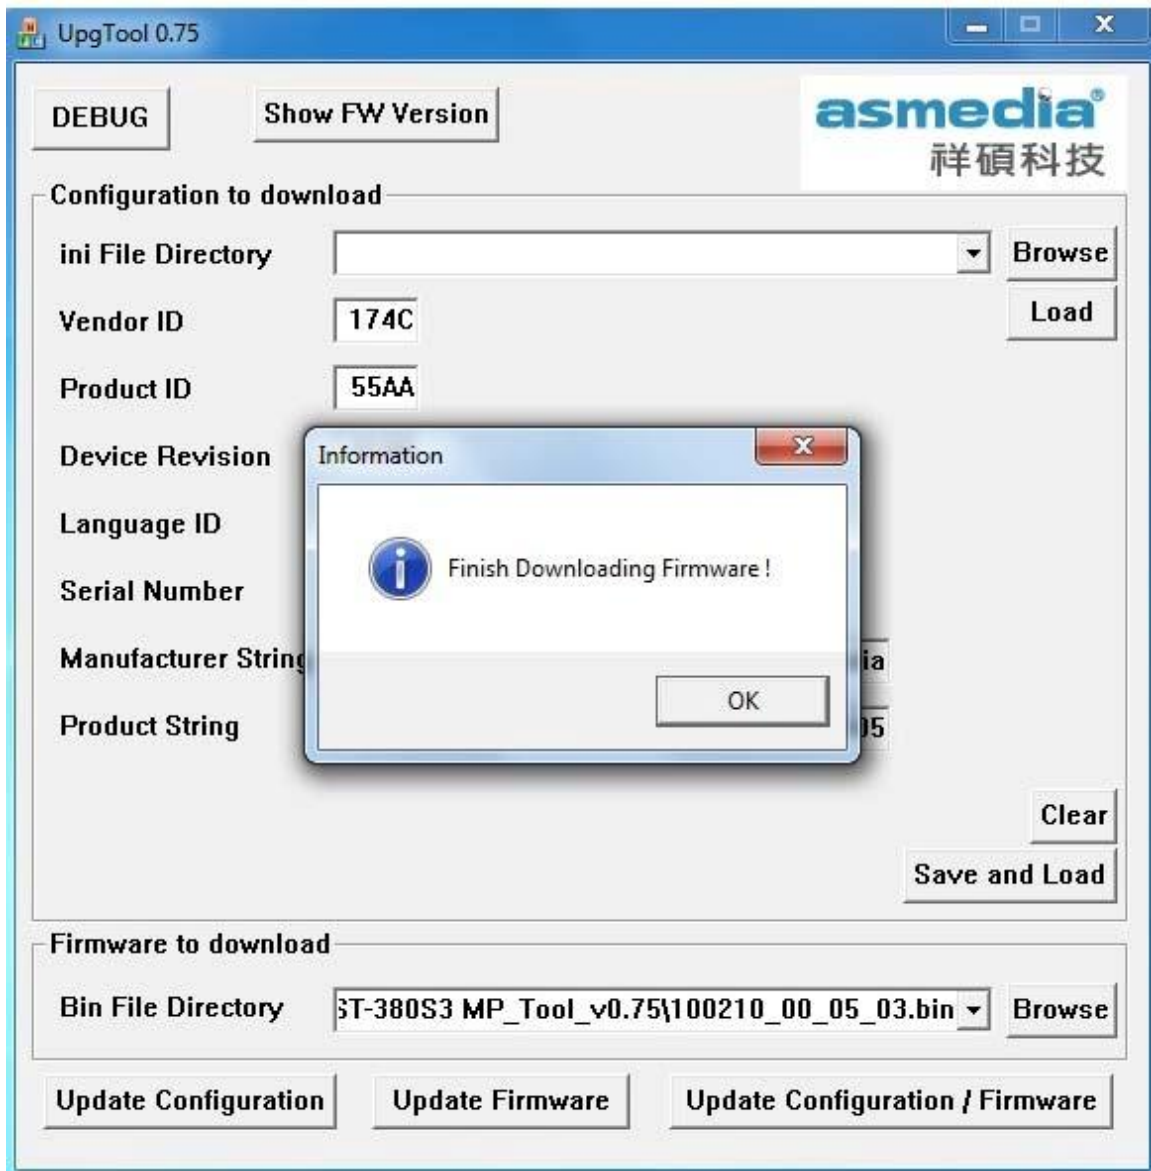 UpgTool 0.75
DEBUG
Show FW Version
asmedia®
祥碩科技
Configuration to download
ini File Directory
Browse
Vendor ID
174C
Load
Product ID
55AA
Device Revision
Information
Language ID
Finish Downloading Firmware !
Serial Number
Manufacturer String
ia
OK
Product String
05
Clear
Save and Load
Firmware to download
Bin File Directory
ST-380S3 MP_Tool_v0.75\100210_00_05_03.bin
Browse
Update Configuration
Update Firmware
Update Configuration / Firmware